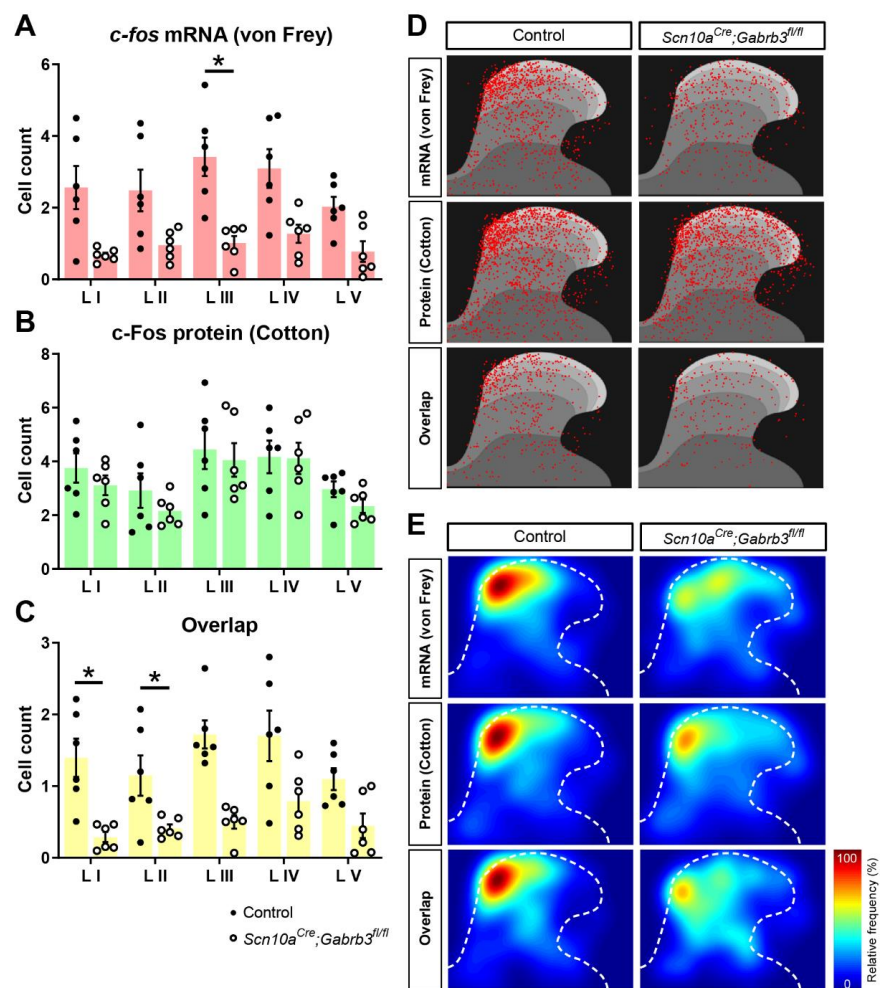 A
c-fos mRNA (von Frey)
Cell count
6
4
2
0
*
L I
L II
L III
L IV
L V
B
c-Fos protein (Cotton)
Cell count
8
6
4
2
0
L I
L II
L III
L IV
L V
C
Overlap
Cell count
3
2
1
0
*
*
L I
L II
L III
L IV
L V
Control
Scn10aCre;Gabrb3fl/fl
D
Control
Scn10aCre;Gabrb3fl/fl
mRNA (von Frey)
Protein (Cotton)
Overlap
E
Control
Scn10aCre;Gabrb3fl/fl
mRNA (von Frey)
Protein (Cotton)
Overlap
100
0
Relative frequency (%)